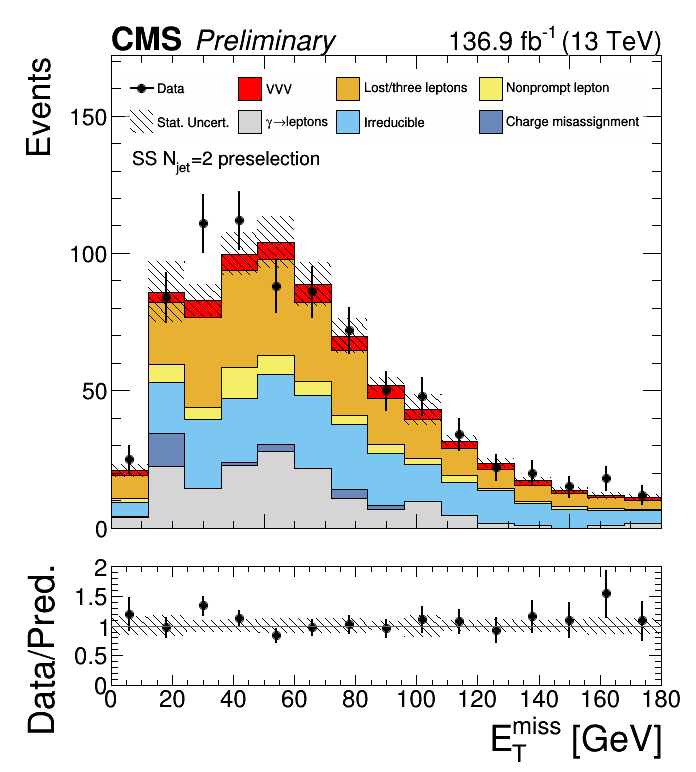 CMS Preliminary 136.9 fb⁻¹ (13 TeV)
Events
Data VVV Lost/three leptons Nonprompt lepton
Stat. Uncert. γ→leptons Irreducible Charge misassignment
SS N_jet=2 preselection
150
100
50
0
Data/Pred.
2
1.5
1
0.5
0
0 20 40 60 80 100 120 140 160 180
E_T^miss [GeV]